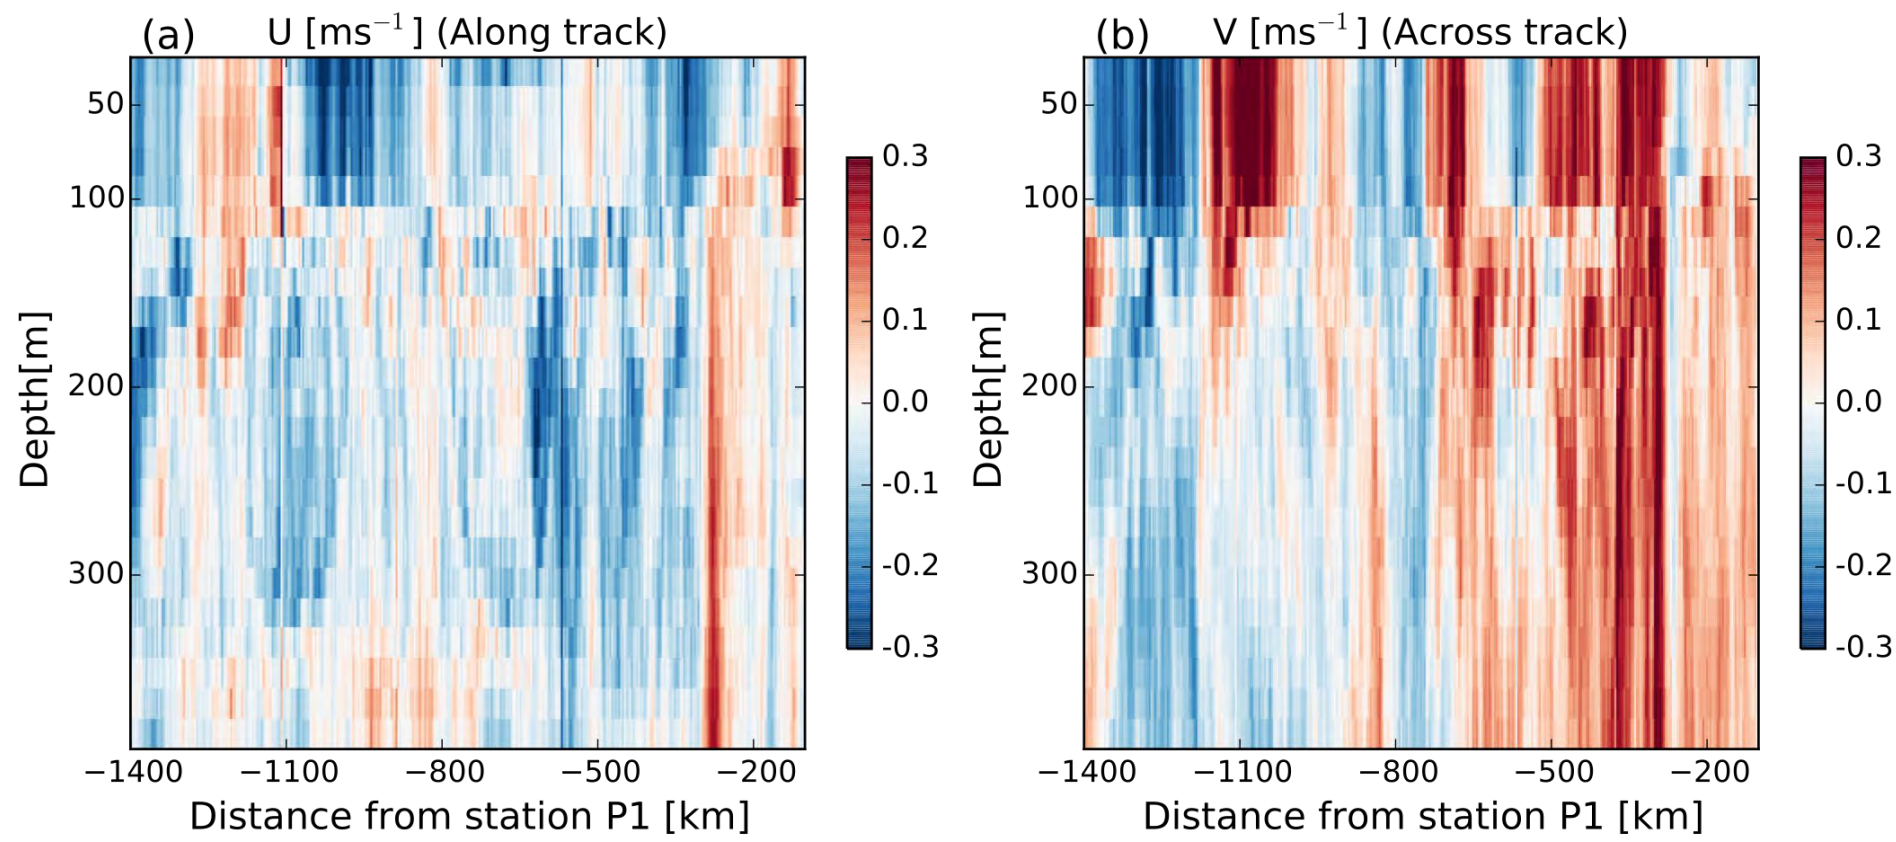 (a) U [ms⁻¹] (Along track)
50
100
200
300
Depth[m]
−1400 −1100 −800 −500 −200
Distance from station P1 [km]
0.3
0.2
0.1
0.0
-0.1
-0.2
-0.3
(b) V [ms⁻¹] (Across track)
50
100
200
300
Depth[m]
−1400 −1100 −800 −500 −200
Distance from station P1 [km]
0.3
0.2
0.1
0.0
-0.1
-0.2
-0.3